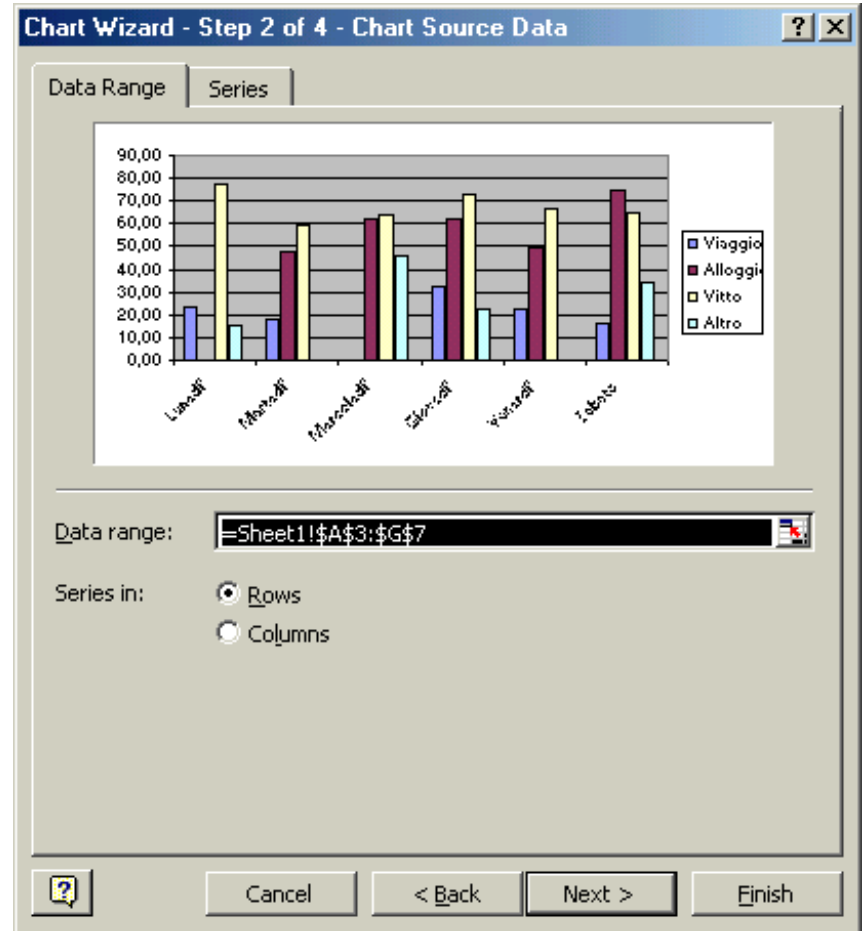 Chart Wizard - Step 2 of 4 - Chart Source Data
Data Range Series
90,00
80,00
70,00
60,00
50,00
40,00
30,00
20,00
10,00
0,00
Viaggio
Alloggi
Vitto
Altro
Lunedì Martedì Mercoledì Giovedì Venerdì Sabato
Data range: =Sheet1!$A$3:$G$7
Series in: Rows
Columns
Cancel < Back Next > Finish